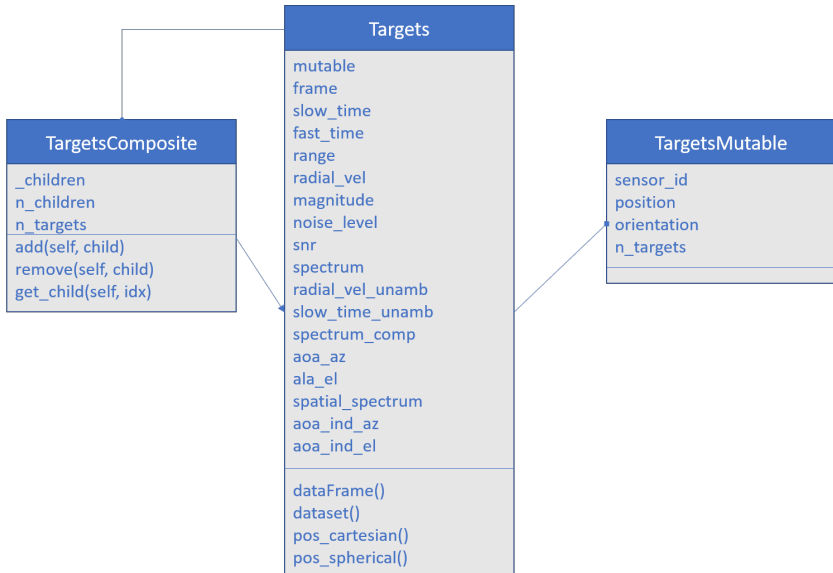 Targets
mutable
frame
slow_time
fast_time
range
radial_vel
magnitude
noise_level
snr
spectrum
radial_vel_unamb
slow_time_unamb
spectrum_comp
aoa_az
ala_el
spatial_spectrum
aoa_ind_az
aoa_ind_el
dataFrame()
dataset()
pos_cartesian()
pos_spherical()
TargetsComposite
_children
n_children
n_targets
add(self, child)
remove(self, child)
get_child(self, idx)
TargetsMutable
sensor_id
position
orientation
n_targets